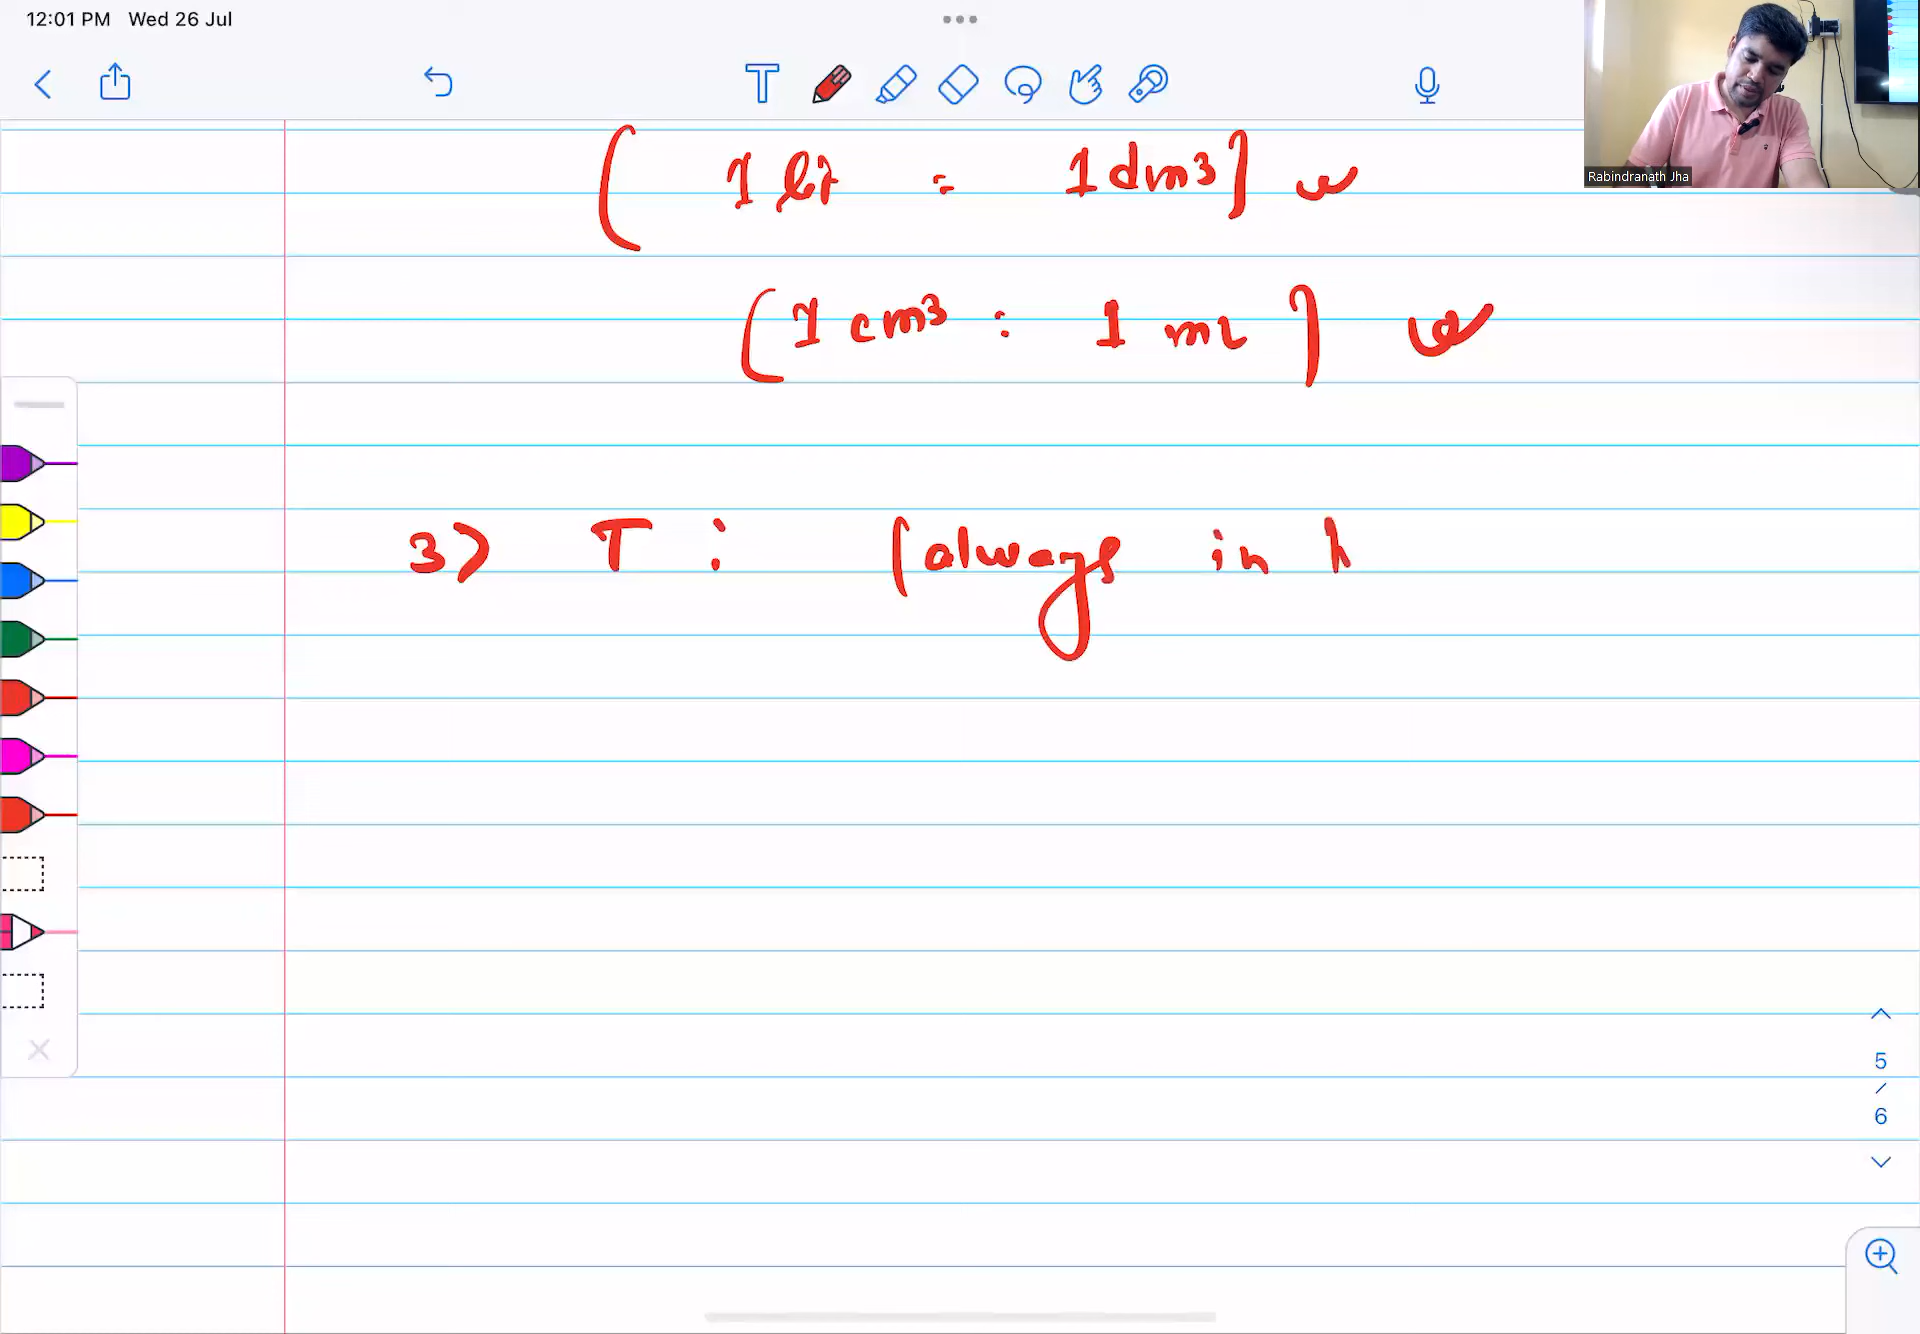 12:01 PM Wed 26 Jul
Rabindranath Jha
( 1 lit = 1 dm3]
[1 cm3 : 1 mL ]
3) T : [always in
5
/
6